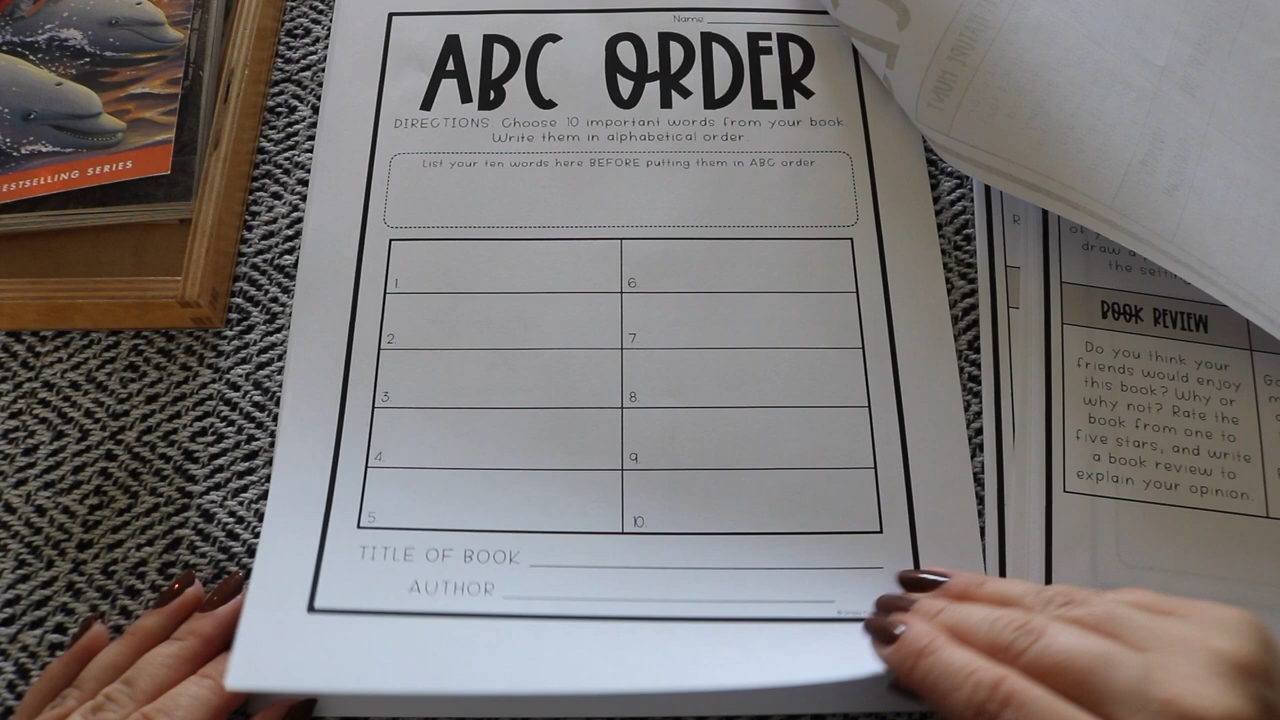 Name
ABC ORDER
DIRECTIONS: Choose 10 important words from your book.
Write them in alphabetical order.
List your ten words here BEFORE putting them in ABC order.
1.
6.
2.
7.
3.
8.
4.
9.
5.
10.
TITLE OF BOOK
AUTHOR
ESTSELLING SERIES
R
of
draw a
the
BOOK REVIEW
Do you think your
friends would enjoy
this book? Why or
why not? Rate the
book from one to
five stars, and write
a book review to
explain your opinion.
HUNT